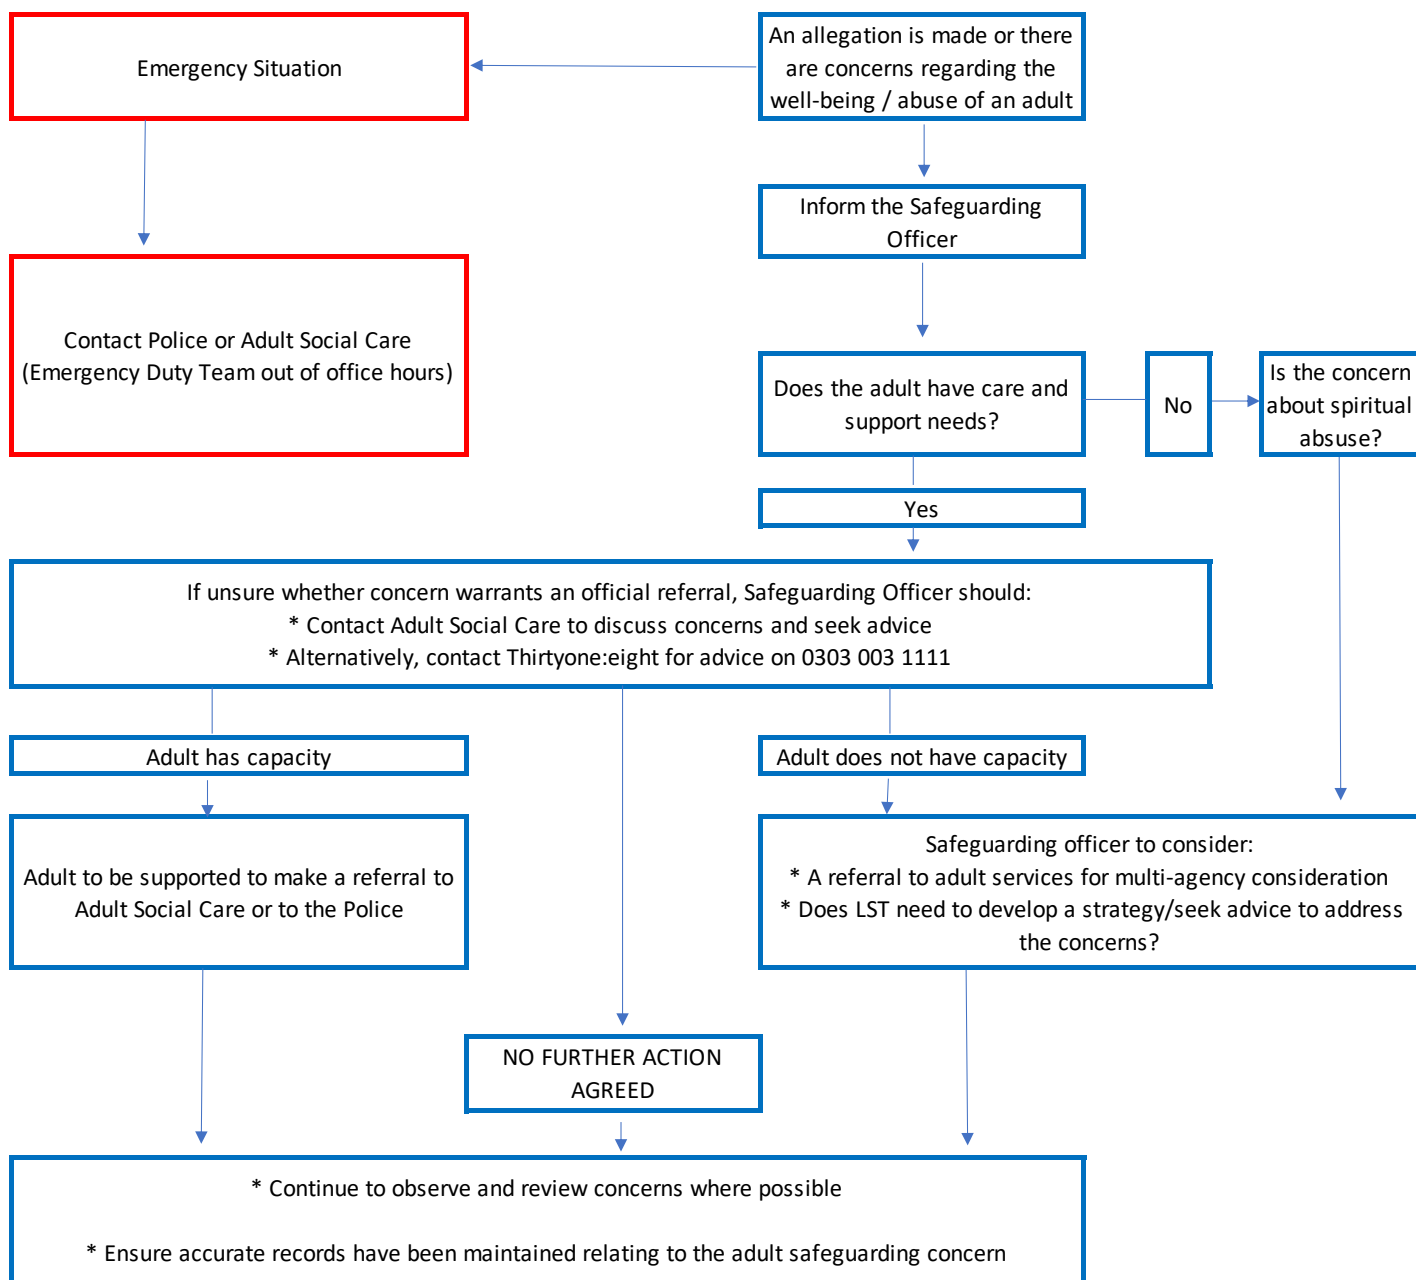 Emergency Situation
An allegation is made or there
are concerns regarding the
well-being / abuse of an adult
Inform the Safeguarding
Officer
Contact Police or Adult Social Care
(Emergency Duty Team out of office hours)
Does the adult have care and
support needs?
No
Is the concern
about spiritual
absuse?
Yes
If unsure whether concern warrants an official referral, Safeguarding Officer should:
* Contact Adult Social Care to discuss concerns and seek advice
* Alternatively, contact Thirtyone:eight for advice on 0303 003 1111
Adult has capacity
Adult does not have capacity
Adult to be supported to make a referral to
Adult Social Care or to the Police
Safeguarding officer to consider:
* A referral to adult services for multi-agency consideration
* Does LST need to develop a strategy/seek advice to address
the concerns?
NO FURTHER ACTION
AGREED
* Continue to observe and review concerns where possible
* Ensure accurate records have been maintained relating to the adult safeguarding concern